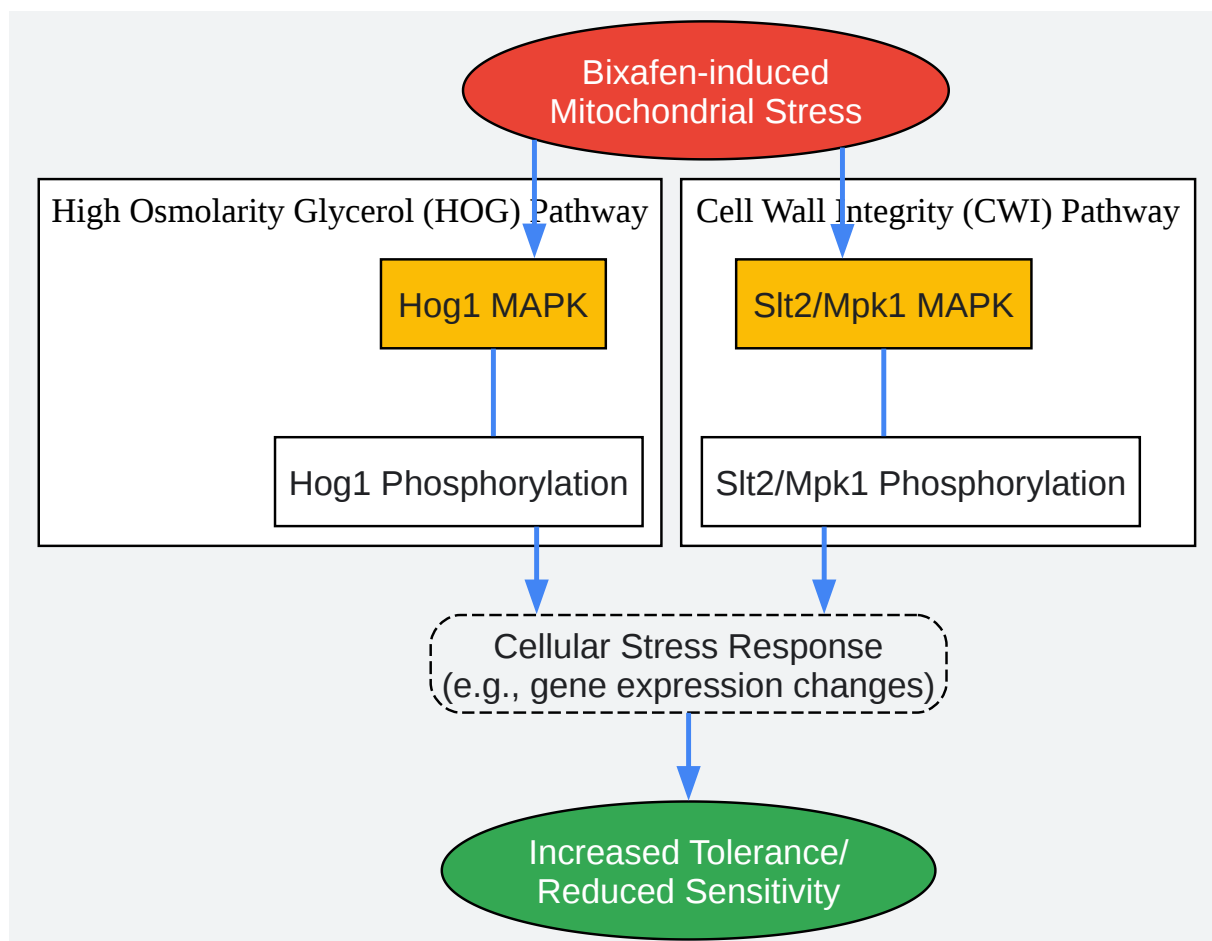 Bixafen-induced
Mitochondrial Stress
High Osmolarity Glycerol (HOG) Pathway
Cell Wall Integrity (CWI) Pathway
Hog1 MAPK
Slt2/Mpk1 MAPK
Hog1 Phosphorylation
Slt2/Mpk1 Phosphorylation
Cellular Stress Response
(e.g., gene expression changes)
Increased Tolerance/
Reduced Sensitivity